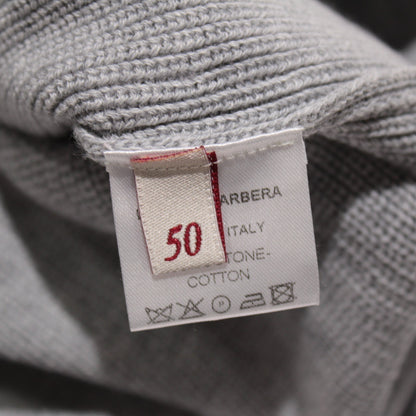 ARBERA
ITALY
50
TONE-
COTTON
P